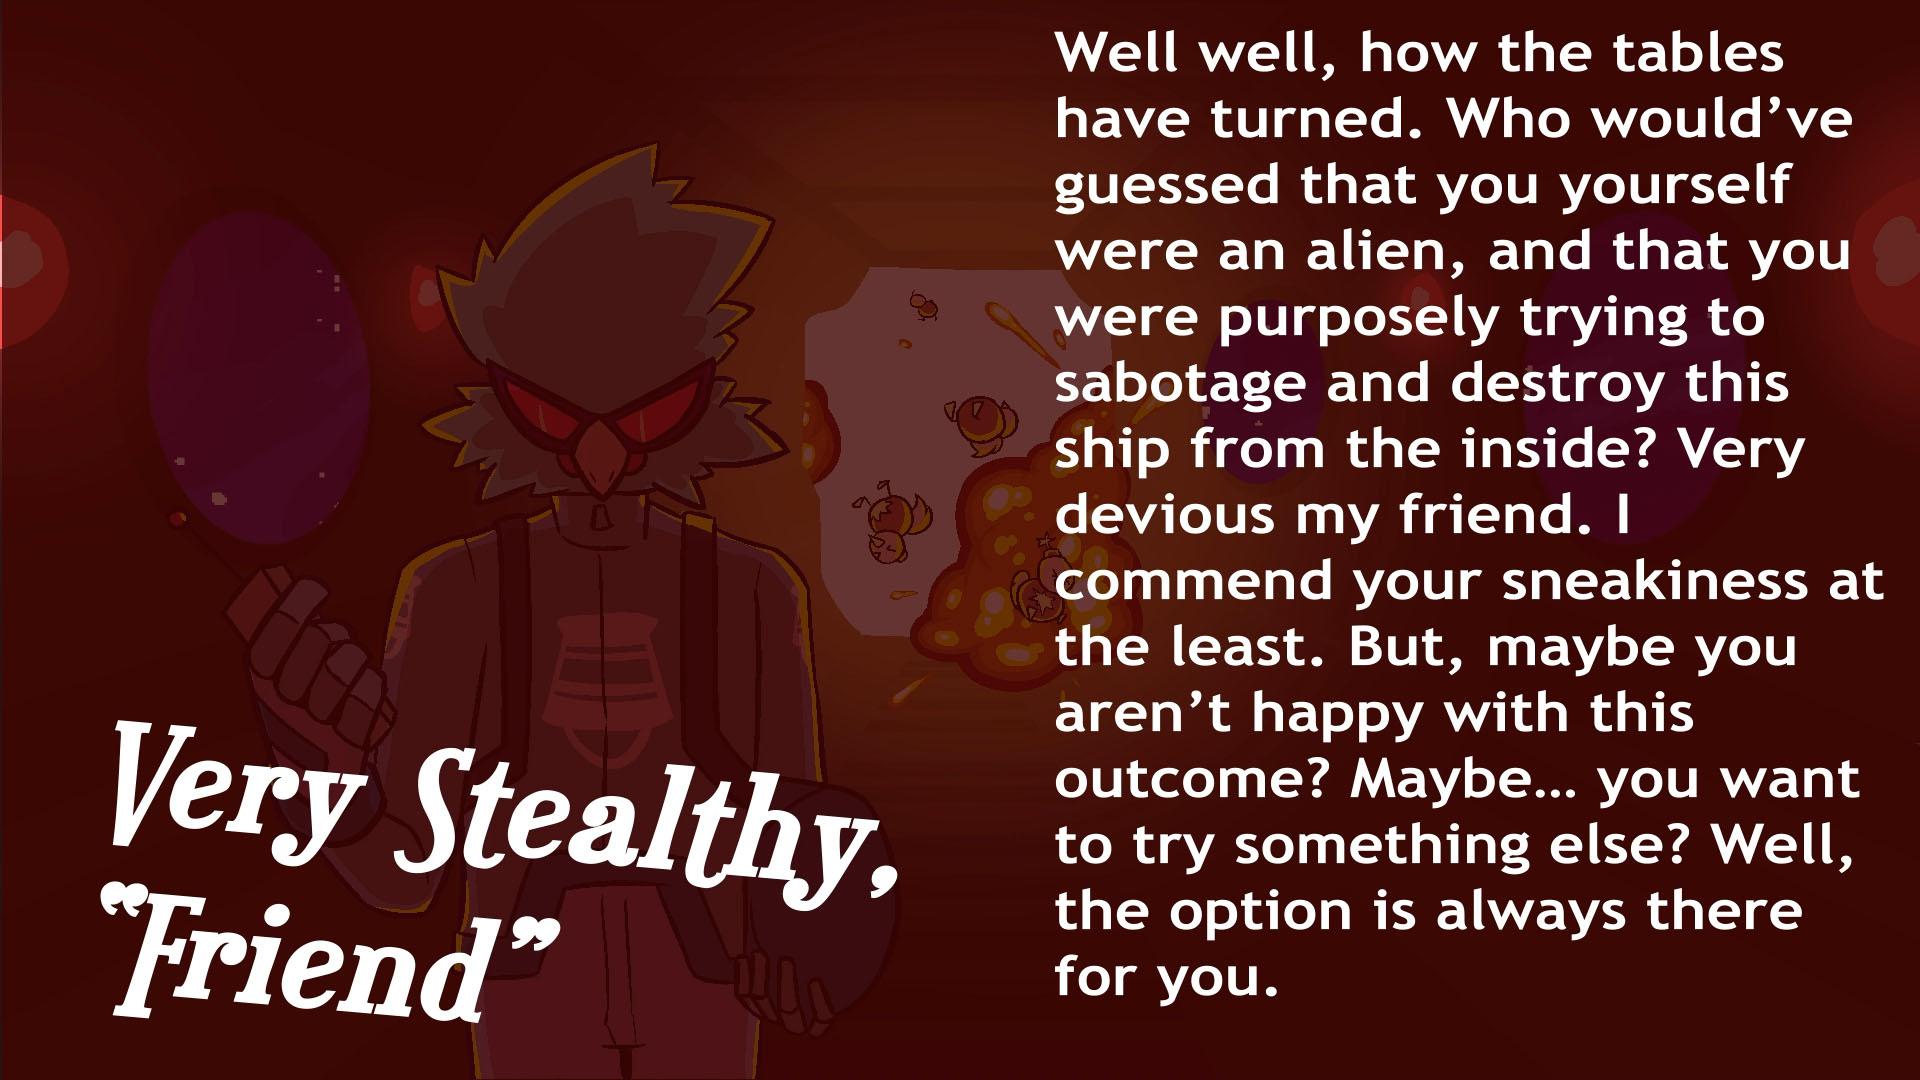 Well well, how the tables
have turned. Who would’ve
guessed that you yourself
were an alien, and that you
were purposely trying to
sabotage and destroy this
ship from the inside? Very
devious my friend. I
commend your sneakiness at
the least. But, maybe you
aren’t happy with this
outcome? Maybe... you want
to try something else? Well,
the option is always there
for you.
Very Stealthy,
“Friend”